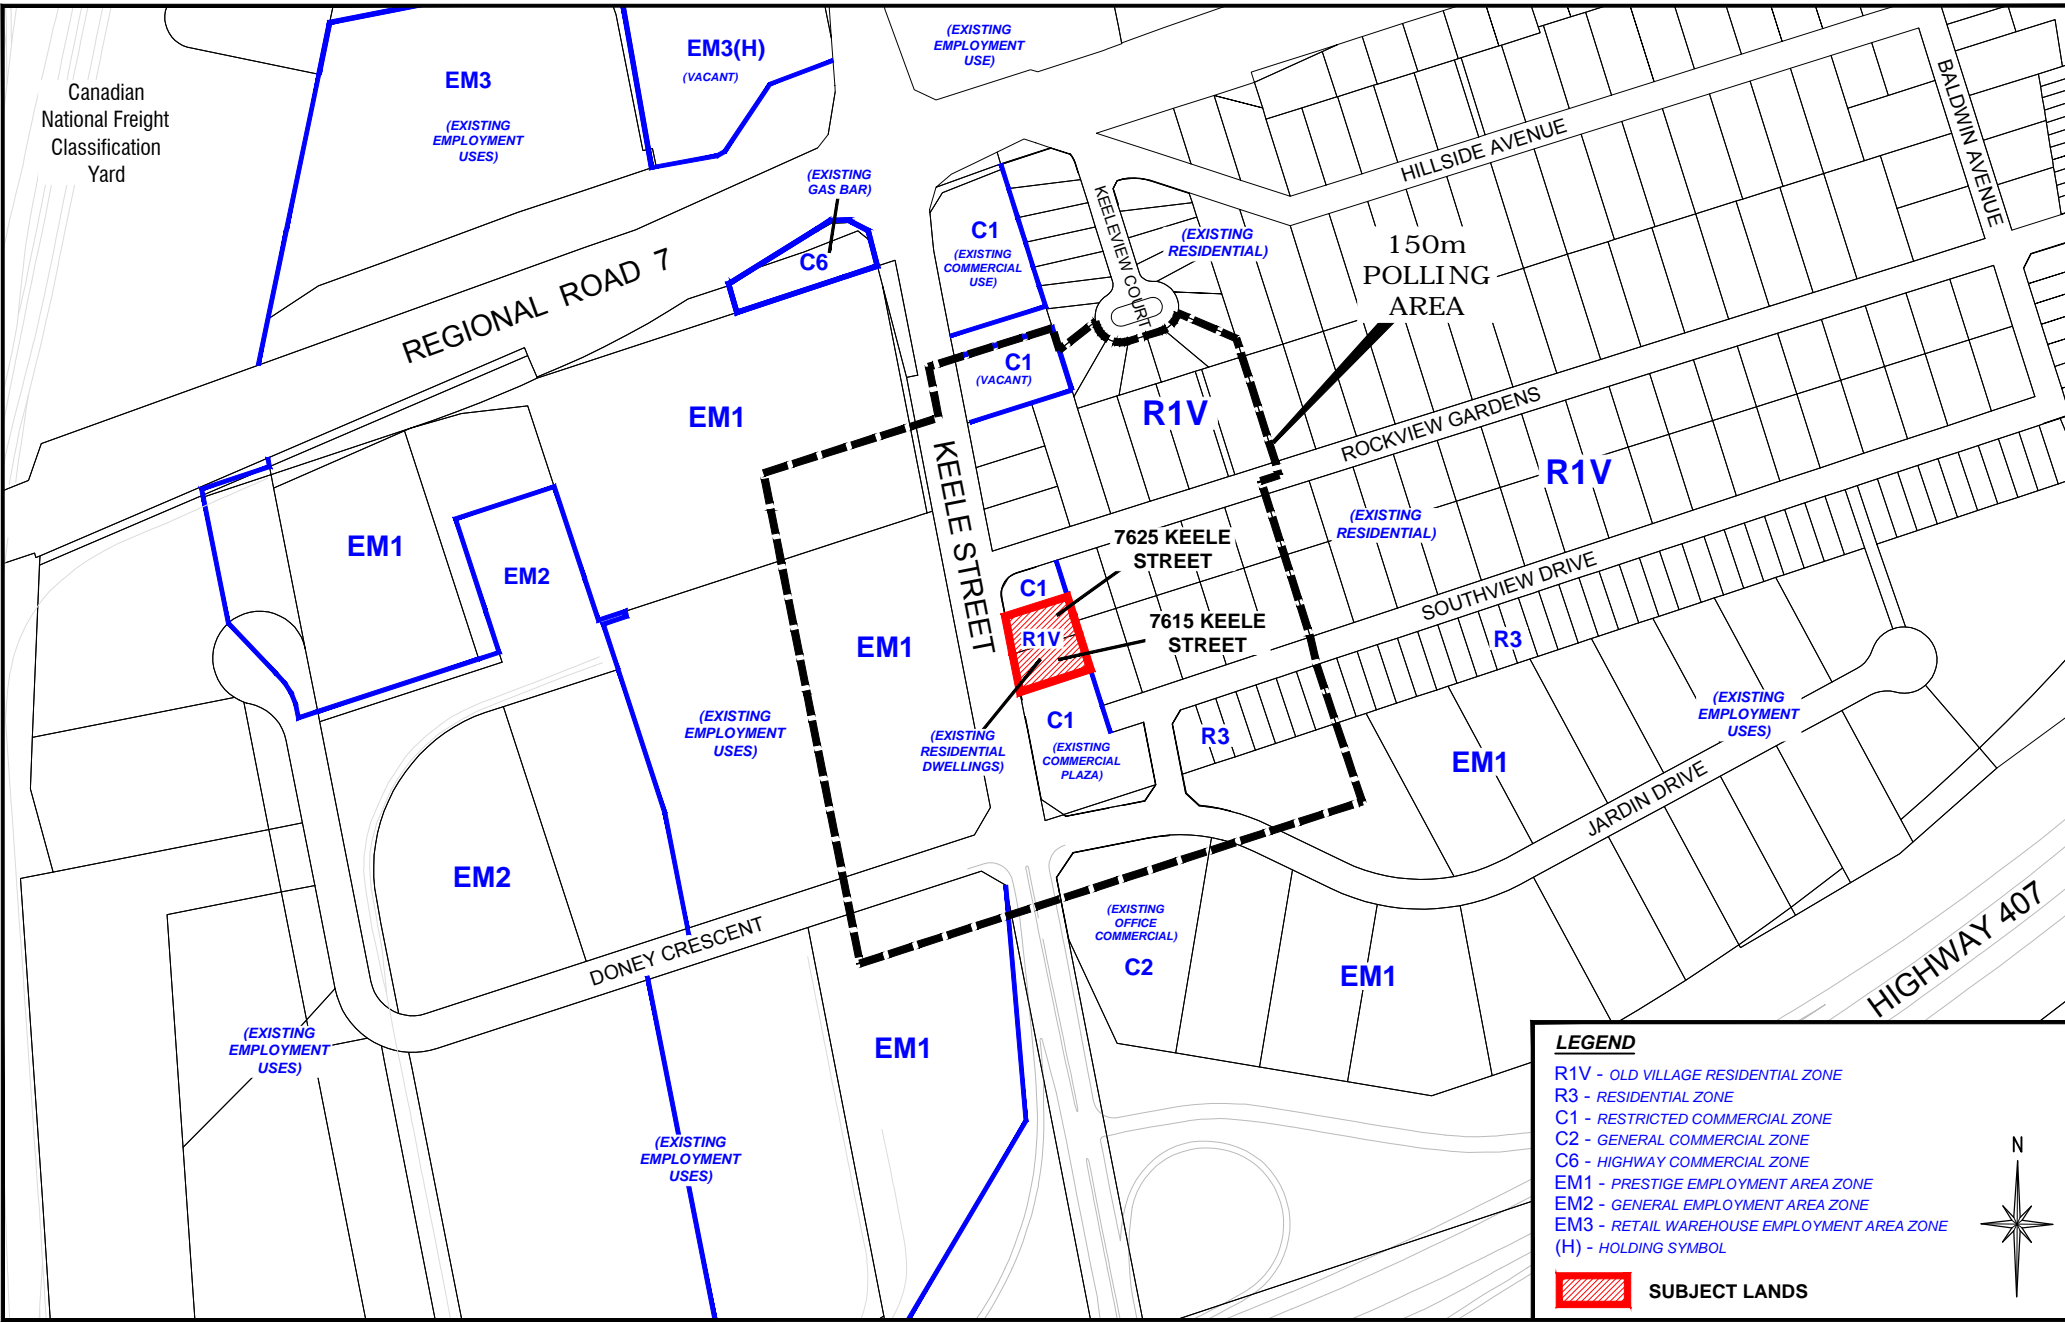 Canadian
National Freight
Classification
Yard
EM3
(EXISTING
EMPLOYMENT
USES)
EM3(H)
(VACANT)
(EXISTING
EMPLOYMENT
USE)
(EXISTING
GAS BAR)
C6
C1
(EXISTING
COMMERCIAL
USE)
KEELEVIEW COURT
(EXISTING
RESIDENTIAL)
HILLSIDE AVENUE
BALDWIN AVENUE
150m
POLLING
AREA
REGIONAL ROAD 7
C1
(VACANT)
EM1
R1V
ROCKVIEW GARDENS
R1V
(EXISTING
RESIDENTIAL)
KEELE STREET
EM1
EM2
7625 KEELE
STREET
C1
R1V
7615 KEELE
STREET
EM1
SOUTHVIEW DRIVE
R3
(EXISTING
EMPLOYMENT
USES)
(EXISTING
RESIDENTIAL
DWELLINGS)
C1
(EXISTING
COMMERCIAL
PLAZA)
R3
EM1
(EXISTING
EMPLOYMENT
USES)
JARDIN DRIVE
EM2
DONEY CRESCENT
(EXISTING
OFFICE
COMMERCIAL)
C2
EM1
HIGHWAY 407
(EXISTING
EMPLOYMENT
USES)
EM1
(EXISTING
EMPLOYMENT
USES)
LEGEND
R1V - OLD VILLAGE RESIDENTIAL ZONE
R3 - RESIDENTIAL ZONE
C1 - RESTRICTED COMMERCIAL ZONE
C2 - GENERAL COMMERCIAL ZONE
C6 - HIGHWAY COMMERCIAL ZONE
EM1 - PRESTIGE EMPLOYMENT AREA ZONE
EM2 - GENERAL EMPLOYMENT AREA ZONE
EM3 - RETAIL WAREHOUSE EMPLOYMENT AREA ZONE
(H) - HOLDING SYMBOL
SUBJECT LANDS
N